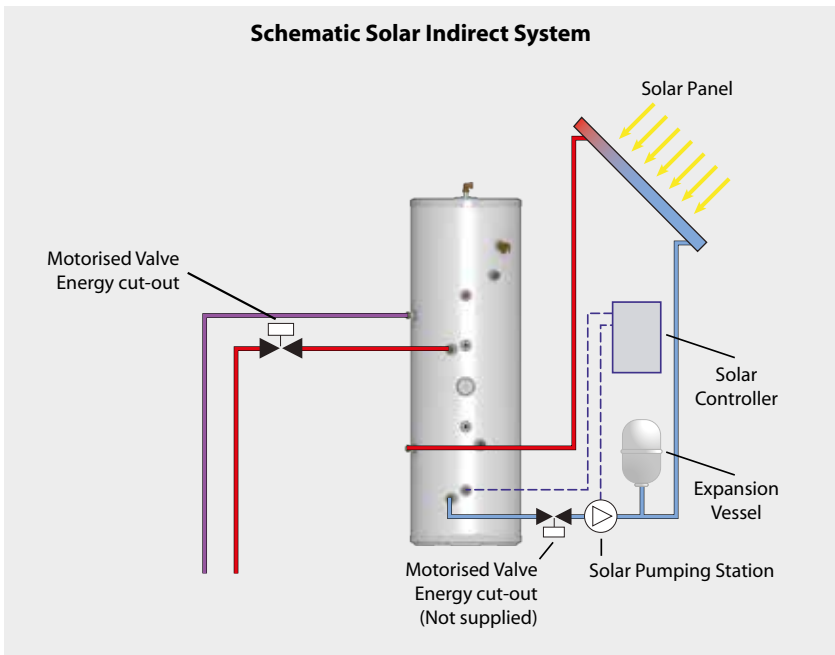 Schematic Solar Indirect System
Solar Panel
Motorised Valve
Energy cut-out
Solar
Controller
Expansion
Vessel
Motorised Valve
Energy cut-out
(Not supplied)
Solar Pumping Station